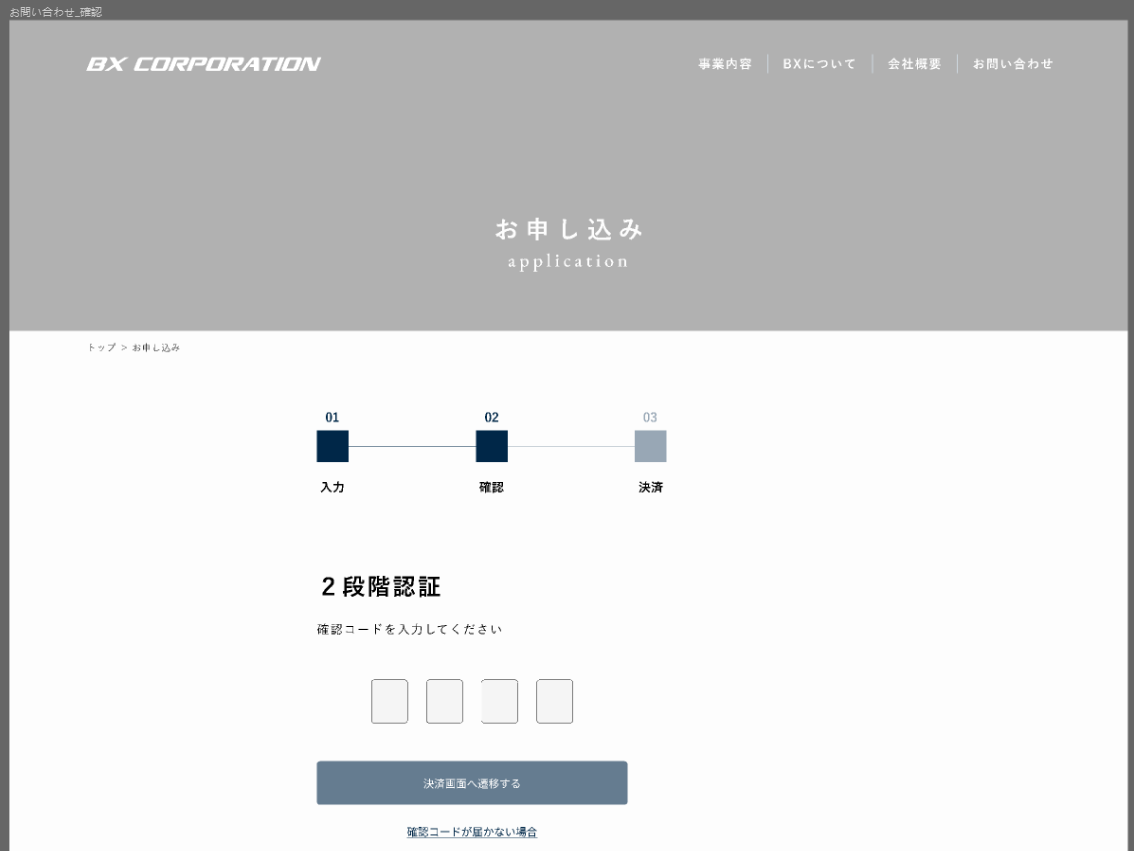 お問い合わせ_確認
BX CORPORATION
事業内容
BXについて
会社概要
お問い合わせ
お申し込み
application
トップ > お申し込み
01
02
03
入力
確認
決済
２段階認証
確認コードを入力してください
決済画面へ遷移する
確認コードが届かない場合